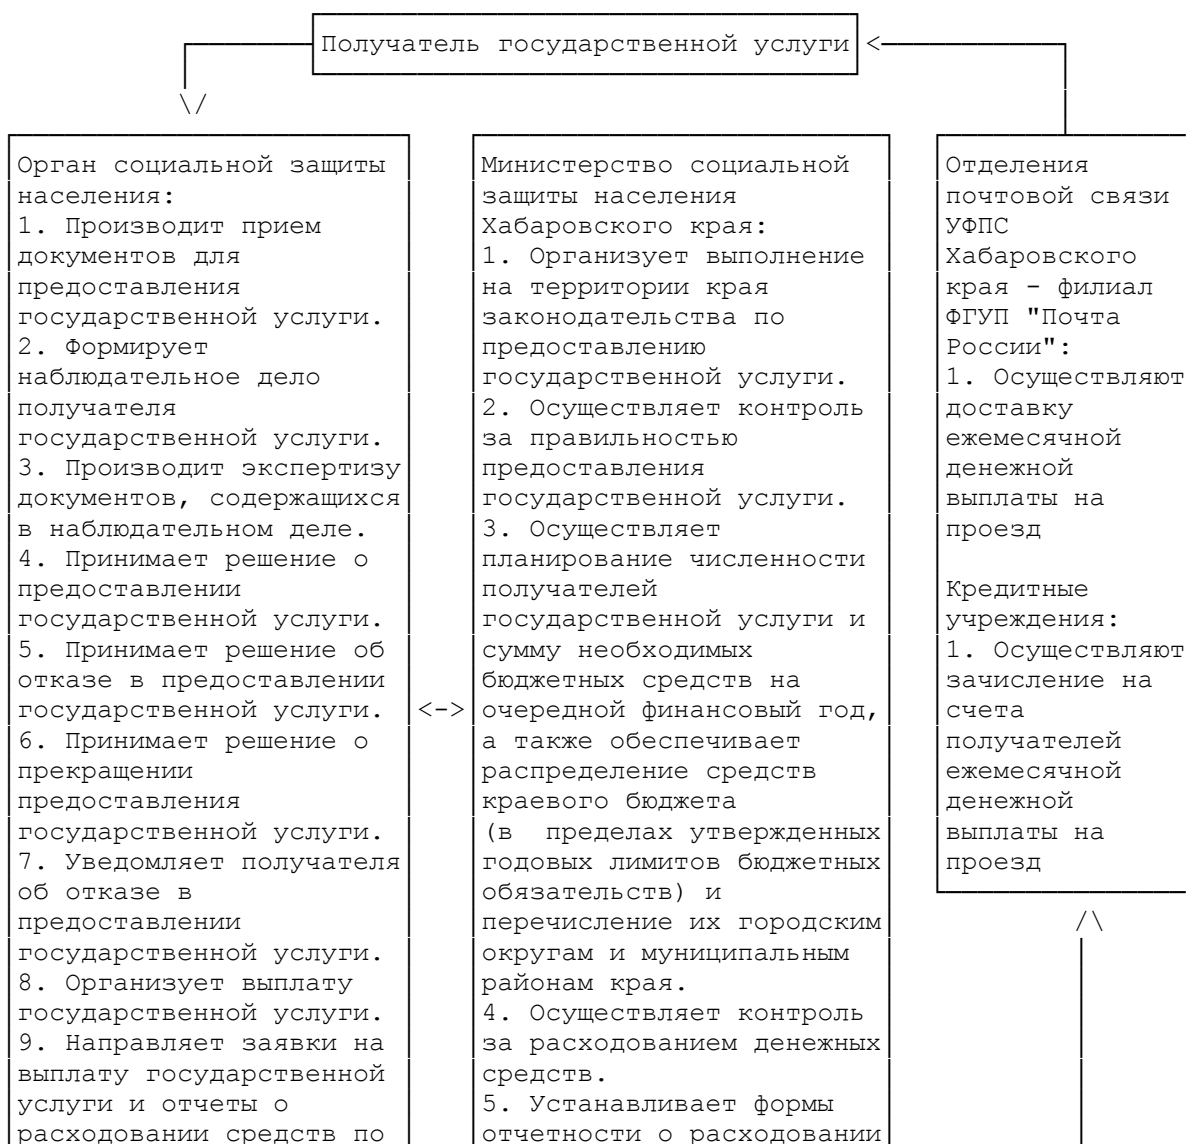 Получатель государственной услуги
Орган социальной защиты
населения:
1. Производит прием
документов для
предоставления
государственной услуги.
2. Формирует
наблюдательное дело
получателя
государственной услуги.
3. Производит экспертизу
документов, содержащихся
в наблюдательном деле.
4. Принимает решение о
предоставлении
государственной услуги.
5. Принимает решение об
отказе в предоставлении
государственной услуги.
6. Принимает решение о
прекращении
предоставления
государственной услуги.
7. Уведомляет получателя
об отказе в
предоставлении
государственной услуги.
8. Организует выплату
государственной услуги.
9. Направляет заявки на
выплату государственной
услуги и отчеты о
расходовании средств по
Министерство социальной
защиты населения
Хабаровского края:
1. Организует выполнение
на территории края
законодательства по
предоставлению
государственной услуги.
2. Осуществляет контроль
за правильностью
предоставления
государственной услуги.
3. Осуществляет
планирование численности
получателей
государственной услуги и
сумму необходимых
бюджетных средств на
очередной финансовый год,
а также обеспечивает
распределение средств
краевого бюджета
(в  пределах утвержденных
годовых лимитов бюджетных
обязательств) и
перечисление их городским
округам и муниципальным
районам края.
4. Осуществляет контроль
за расходованием денежных
средств.
5. Устанавливает формы
отчетности о расходовании
Отделения
почтовой связи
УФПС
Хабаровского
края - филиал
ФГУП "Почта
России":
1. Осуществляют
доставку
ежемесячной
денежной
выплаты на
проезд
Кредитные
учреждения:
1. Осуществляют
зачисление на
счета
получателей
ежемесячной
денежной
выплаты на
проезд